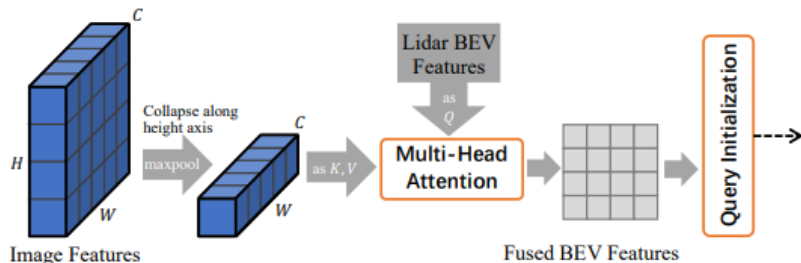 C
H
W
Image Features
Collapse along
height axis
maxpool
C
W
as K, V
Lidar BEV
Features
as
Q
Multi-Head
Attention
Fused BEV Features
Query Initialization